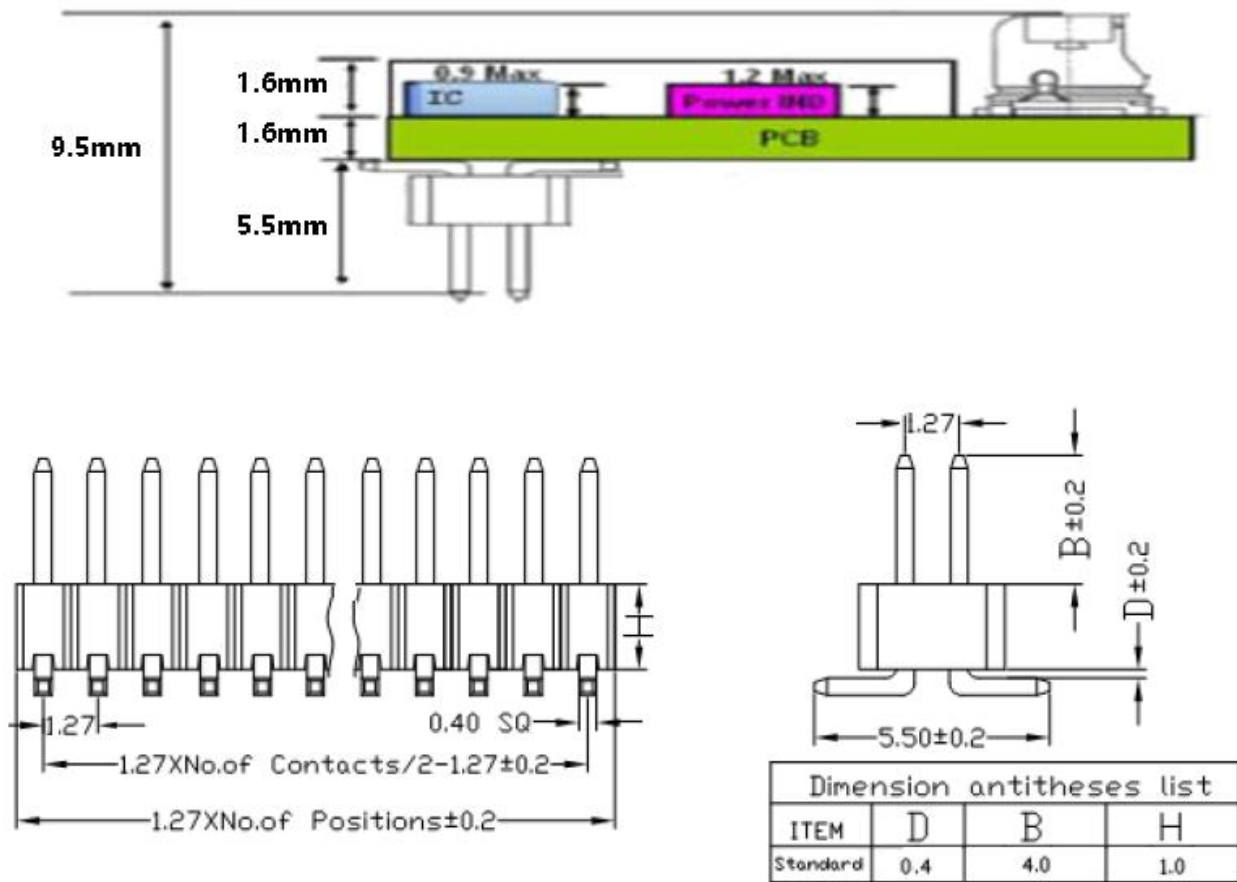 0.9 Max
1.2 Max
1.6mm
IC
Power IND
1.6mm
PCB
9.5mm
5.5mm
1.27
B±0.2
D±0.2
H
1.27
0.40 SQ
5.50±0.2
1.27XNo.of Contacts/2-1.27±0.2
1.27XNo.of Positions±0.2
Dimension antitheses list
ITEM D B H
Standard 0.4 4.0 1.0